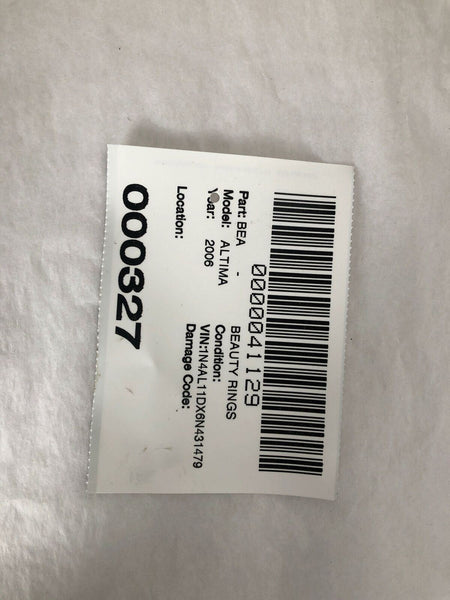 0000041129
Part: BEA - BEAUTY RINGS
Model: ALTIMA Condition:
Year: 2006 VIN:1N4AL11DX6N431479
Damage Code:
Location:
000327